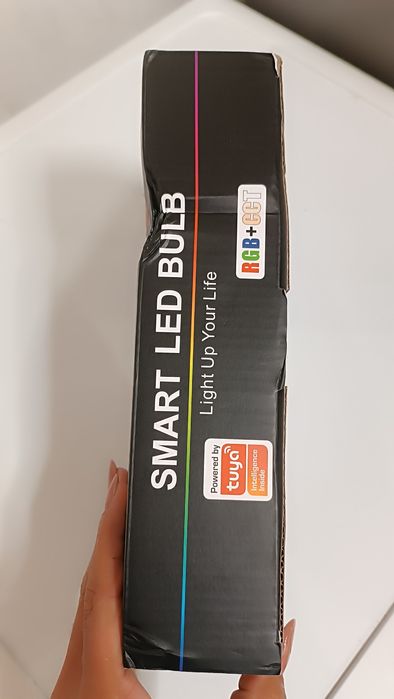 SMART LED BULB
Light Up Your Life
RGB+CCT
Powered by
tuya
Intelligence
Inside